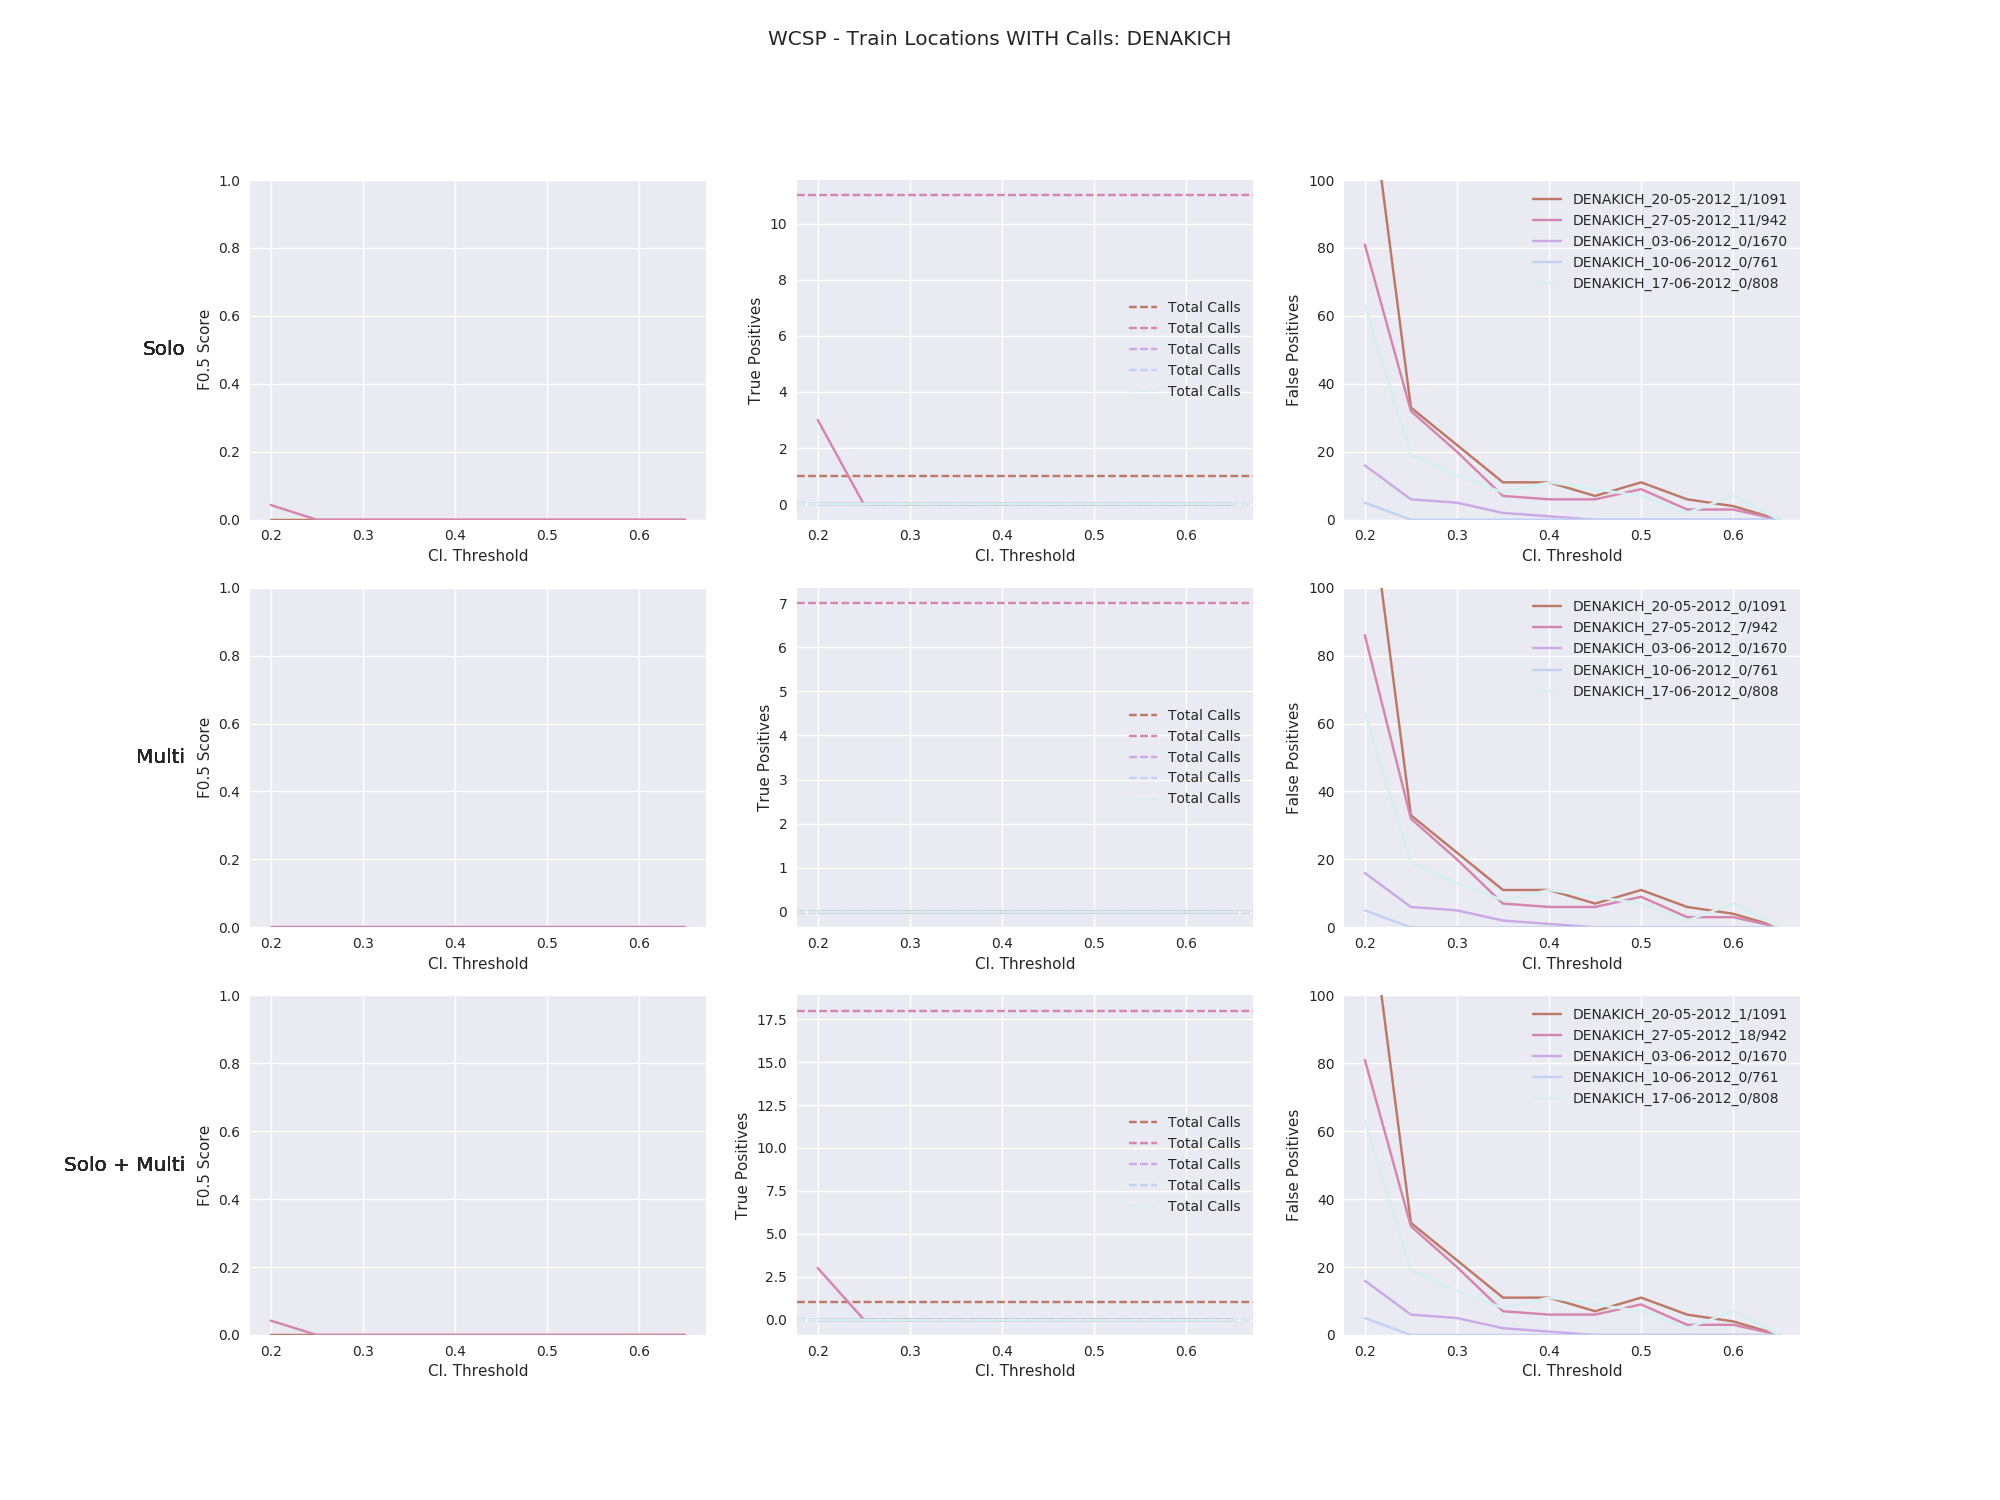 WCSP - Train Locations WITH Calls: DENAKICH
Solo
F0.5 Score
1.0
0.8
0.6
0.4
0.2
0.0
0.2 0.3 0.4 0.5 0.6
Cl. Threshold
True Positives
10
8
6
4
2
0
Total Calls
Total Calls
Total Calls
Total Calls
Total Calls
0.2 0.3 0.4 0.5 0.6
Cl. Threshold
False Positives
100
80
60
40
20
0
DENAKICH_20-05-2012_1/1091
DENAKICH_27-05-2012_11/942
DENAKICH_03-06-2012_0/1670
DENAKICH_10-06-2012_0/761
DENAKICH_17-06-2012_0/808
0.2 0.3 0.4 0.5 0.6
Cl. Threshold
Multi
F0.5 Score
1.0
0.8
0.6
0.4
0.2
0.0
0.2 0.3 0.4 0.5 0.6
Cl. Threshold
True Positives
7
6
5
4
3
2
1
0
Total Calls
Total Calls
Total Calls
Total Calls
Total Calls
0.2 0.3 0.4 0.5 0.6
Cl. Threshold
False Positives
100
80
60
40
20
0
DENAKICH_20-05-2012_0/1091
DENAKICH_27-05-2012_7/942
DENAKICH_03-06-2012_0/1670
DENAKICH_10-06-2012_0/761
DENAKICH_17-06-2012_0/808
0.2 0.3 0.4 0.5 0.6
Cl. Threshold
Solo + Multi
F0.5 Score
1.0
0.8
0.6
0.4
0.2
0.0
0.2 0.3 0.4 0.5 0.6
Cl. Threshold
True Positives
17.5
15.0
12.5
10.0
7.5
5.0
2.5
0.0
Total Calls
Total Calls
Total Calls
Total Calls
Total Calls
0.2 0.3 0.4 0.5 0.6
Cl. Threshold
False Positives
100
80
60
40
20
0
DENAKICH_20-05-2012_1/1091
DENAKICH_27-05-2012_18/942
DENAKICH_03-06-2012_0/1670
DENAKICH_10-06-2012_0/761
DENAKICH_17-06-2012_0/808
0.2 0.3 0.4 0.5 0.6
Cl. Threshold